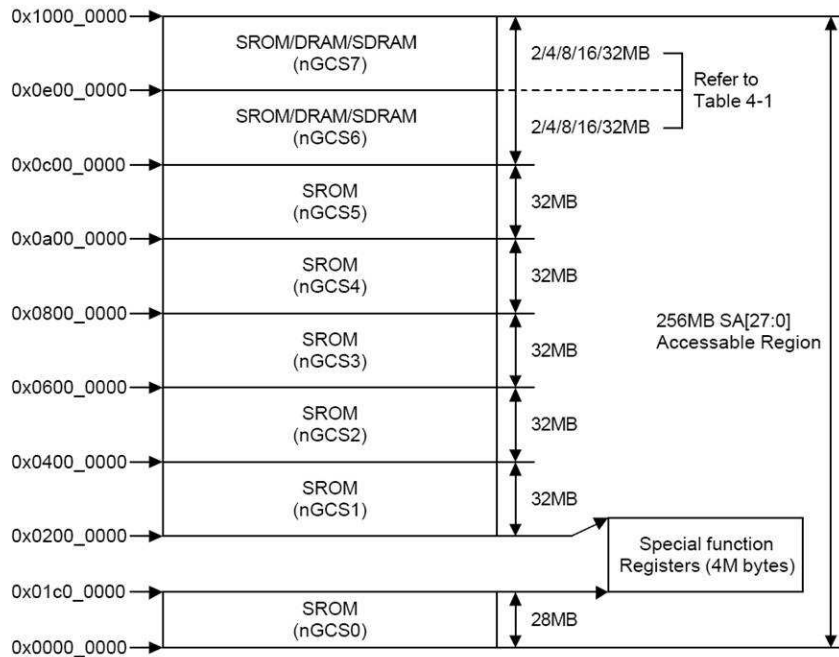 0x1000_0000
SROM/DRAM/SDRAM
(nGCS7)
2/4/8/16/32MB
Refer to
Table 4-1
0x0e00_0000
SROM/DRAM/SDRAM
(nGCS6)
2/4/8/16/32MB
0x0c00_0000
SROM
(nGCS5)
32MB
0x0a00_0000
SROM
(nGCS4)
32MB
0x0800_0000
256MB SA[27:0]
Accessable Region
SROM
(nGCS3)
32MB
0x0600_0000
SROM
(nGCS2)
32MB
0x0400_0000
SROM
(nGCS1)
32MB
0x0200_0000
Special function
Registers (4M bytes)
0x01c0_0000
SROM
(nGCS0)
28MB
0x0000_0000